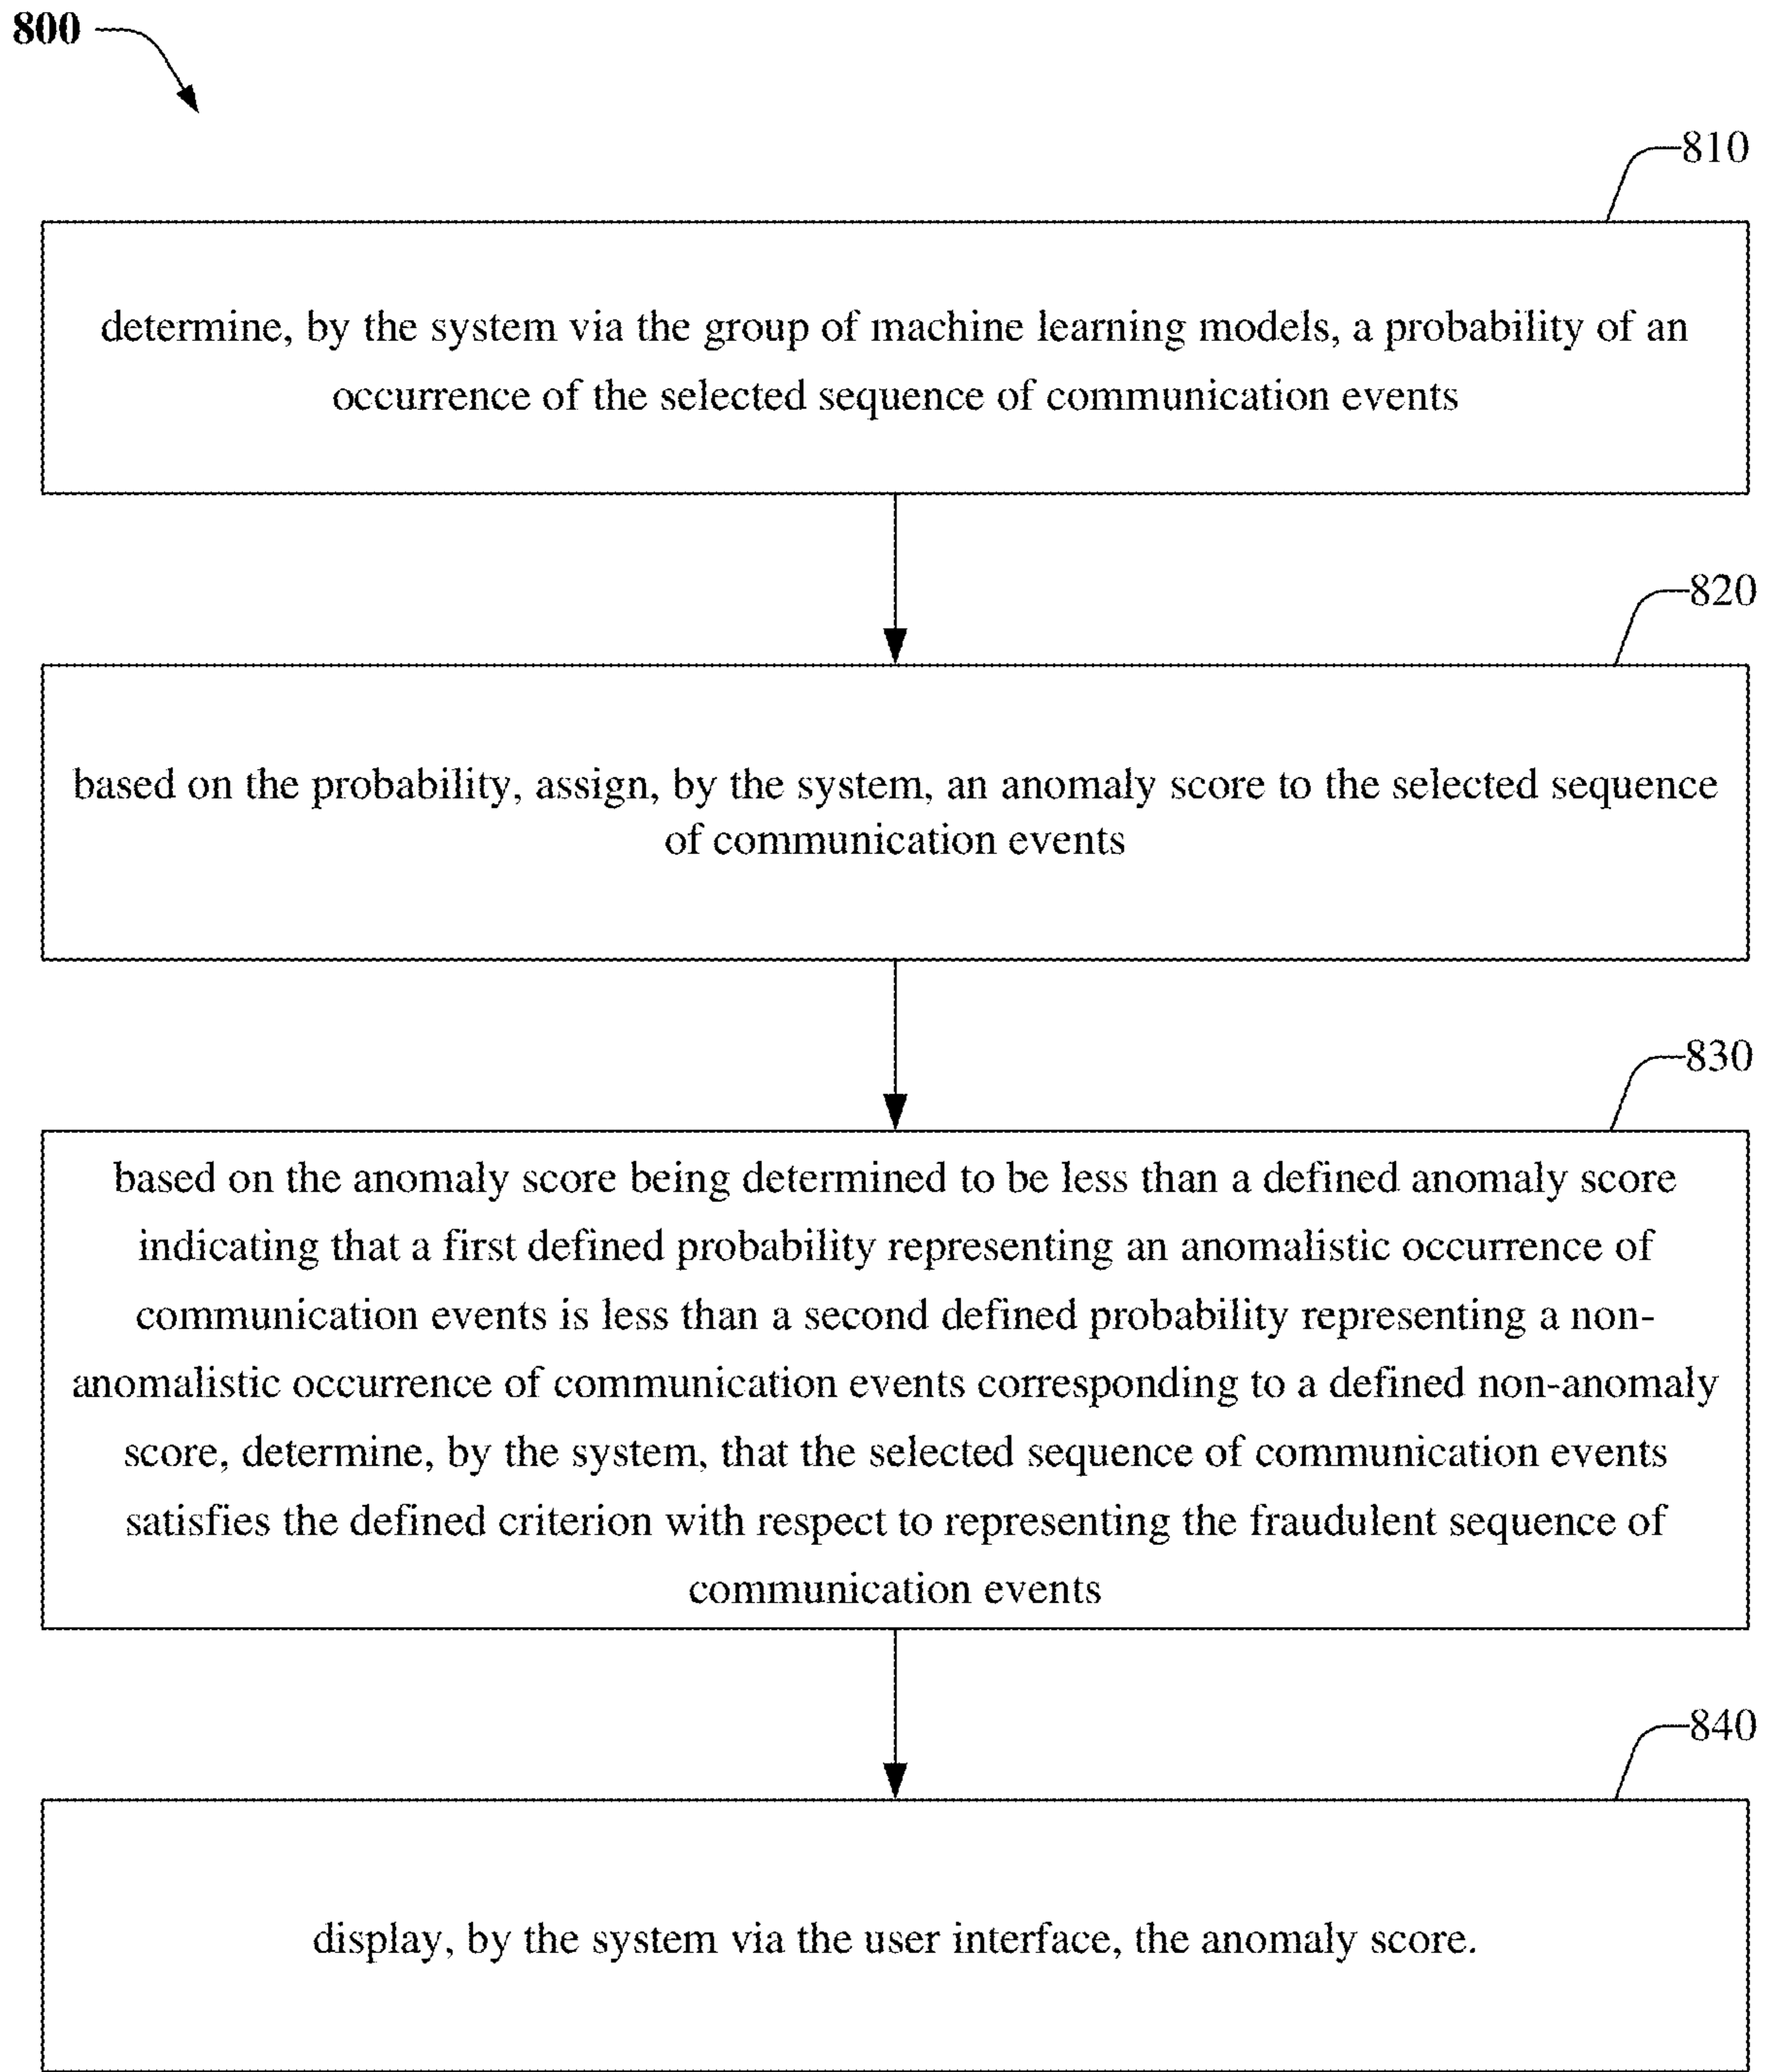 800
810
determine, by the system via the group of machine learning models, a probability of an
occurrence of the selected sequence of communication events
820
based on the probability, assign, by the system, an anomaly score to the selected sequence
of communication events
830
based on the anomaly score being determined to be less than a defined anomaly score
indicating that a first defined probability representing an anomalistic occurrence of
communication events is less than a second defined probability representing a non-
anomalistic occurrence of communication events corresponding to a defined non-anomaly
score, determine, by the system, that the selected sequence of communication events
satisfies the defined criterion with respect to representing the fraudulent sequence of
communication events
840
display, by the system via the user interface, the anomaly score.